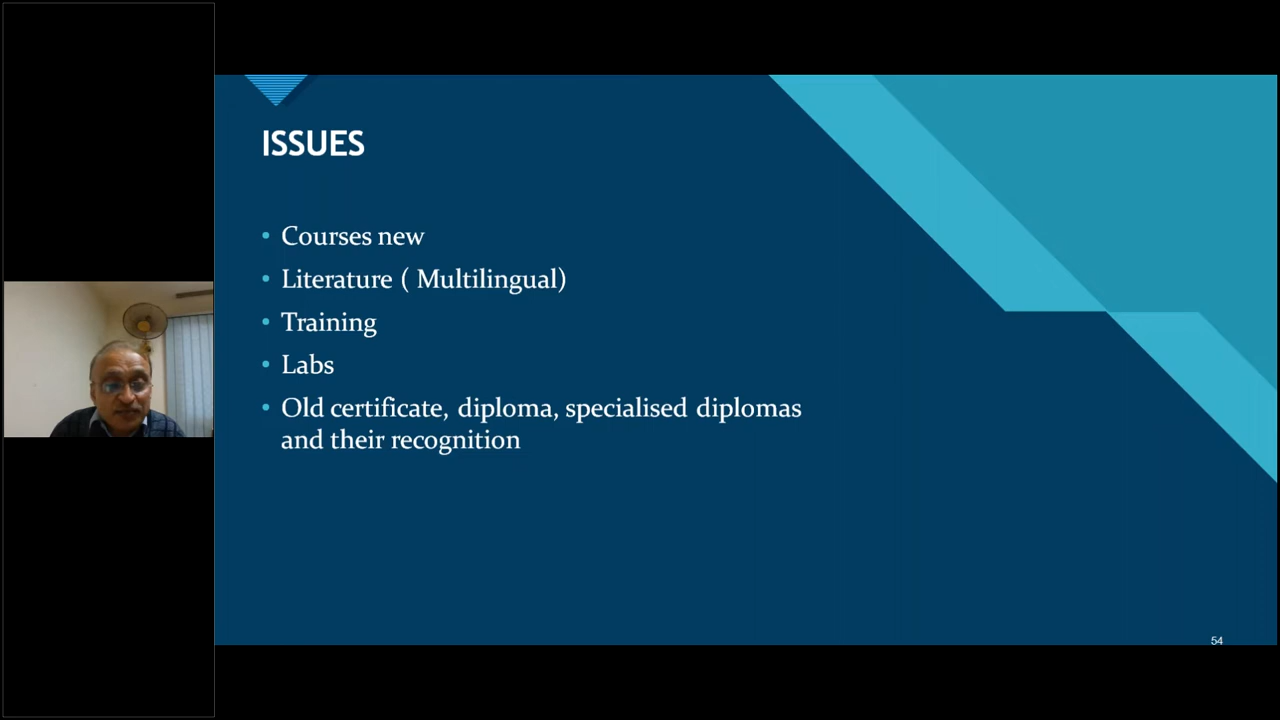 ISSUES
• Courses new
• Literature ( Multilingual)
• Training
• Labs
• Old certificate, diploma, specialised diplomas
and their recognition
54